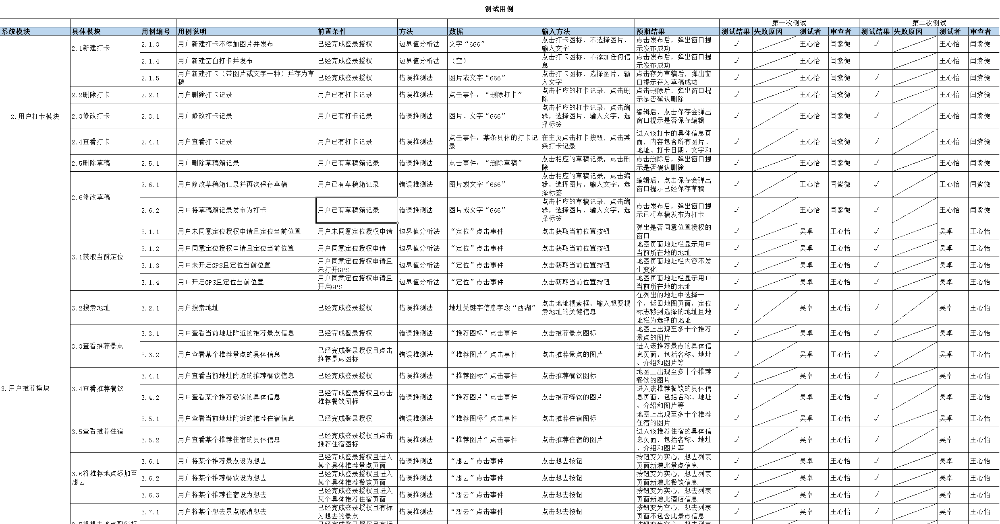 测试用例
第一次测试 第二次测试
系统模块 具体模块 用例编号 用例说明 前置条件 方法 数据 输入方法 预期结果 测试结果 失败原因 测试者 审查者 测试结果 失败原因 测试者 审查者
2.1新建打卡 2.1.3 用户新建打卡不添加图片并发布 已经完成登录授权 边界值分析法 文字“666” 点击打卡图标，不选择图片，输入文字 点击发布后，弹出窗口提示发布成功 √ 王心怡 闫紫微 √ 王心怡 闫紫微
2.1.4 用户新建空白打卡并发布 已经完成登录授权 边界值分析法 （空） 点击打卡图标，不添加任何信息 点击发布后，弹出窗口提示发布成功 √ 王心怡 闫紫微 王心怡 闫紫微
2.1.5 用户新建打卡（带图片或文字一种）并存为草稿 已经完成登录授权 错误推测法 图片或文字“666” 点击打卡图标，选择图片，输入文字 点击存为草稿后，弹出窗口提示存为草稿成功 √ 王心怡 闫紫微 √ 王心怡 闫紫微
2.2删除打卡 2.2.1 用户删除打卡记录 用户已有打卡记录 错误推测法 点击事件：“删除打卡” 点击相应的打卡记录，点击删除 点击删除后，弹出窗口提示是否确认删除 √ 王心怡 闫紫微 √ 王心怡 闫紫微
2.用户打卡模块 2.3修改打卡 2.3.1 用户修改打卡记录 用户已有打卡记录 错误推测法 图片、文字“666” 点击相应的打卡记录，点击编辑，选择图片，输入文字，选择标签 编辑后，点击保存会弹出窗口提示是否保存编辑 √ 王心怡 闫紫微 √ 王心怡 闫紫微
2.4查看打卡 2.4.1 用户查看打卡记录 用户已有打卡记录 错误推测法 点击事件：某条具体的打卡记录 在主页点击打卡按钮，点击某条打卡记录 进入该打卡的具体信息页面，内容包含所有图片、地址、打卡日期、文字和 √ 王心怡 闫紫微 √ 王心怡 闫紫微
2.5删除草稿 2.5.1 用户删除草稿箱记录 用户已有草稿箱记录 错误推测法 点击事件：“删除草稿” 点击相应的草稿记录，点击删除 点击删除后，弹出窗口提示是否确认删除 √ 王心怡 闫紫微 √ 王心怡 闫紫微
2.6修改草稿 2.6.1 用户修改草稿箱记录并再次保存草稿 用户已有草稿箱记录 错误推测法 图片或文字“666” 点击相应的草稿记录，点击编辑，选择图片，输入文字，选择标签 编辑后，点击保存会弹出窗口提示已经保存草稿 √ 王心怡 闫紫微 √ 王心怡 闫紫微
2.6.2 用户将草稿箱记录发布为打卡 用户已有草稿箱记录 错误推测法 图片或文字“666” 点击相应的草稿记录，点击编辑，选择图片，输入文字，选择标签 点击发布后，弹出窗口提示已将草稿发布为打卡 √ 王心怡 闫紫微 √ 王心怡 闫紫微
3.1获取当前定位 3.1.1 用户未同意定位授权申请且定位当前位置 用户未同意定位授权申请 边界值分析法 “定位”点击事件 点击获取当前位置按钮 弹出是否同意位置授权的窗口 √ 吴卓 王心怡 √ 吴卓 王心怡
3.1.2 用户同意定位授权申请且定位当前位置 用户同意定位授权申请 边界值分析法 “定位”点击事件 点击获取当前位置按钮 地图页面地址栏显示用户当前所在地的地址 √ 吴卓 王心怡 √ 吴卓 王心怡
3.1.3 用户未开启GPS且定位当前位置 用户同意定位授权申请且未打开GPS 边界值分析法 “定位”点击事件 点击获取当前位置按钮 地图页面地址栏内容不发生变化 √ 吴卓 王心怡 √ 吴卓 王心怡
3.1.4 用户开启GPS且定位当前位置 用户同意定位授权申请且开启GPS 边界值分析法 “定位”点击事件 点击获取当前位置按钮 地图页面地址栏显示用户当前所在地的地址 √ 吴卓 王心怡 √ 吴卓 王心怡
3.2搜索地址 3.2.1 用户搜索地址 已经完成登录授权 错误推测法 地址关键字信息字段“西湖” 点击地址搜索框，输入想要搜索地址的关键信息 在列出的地址中选择一个，返回地图页面，定位标志移到选择的地址且地址栏为选择的地址 √ 吴卓 王心怡 √ 吴卓 王心怡
3.3查看推荐景点 3.3.1 用户查看当前地址附近的推荐景点信息 已经完成登录授权 错误推测法 “推荐图标”点击事件 点击推荐景点图标 地图上出现至多十个推荐景点的图片 √ 吴卓 王心怡 √ 吴卓 王心怡
3.3.2 用户查看某个推荐景点的具体信息 已经完成登录授权且点击推荐景点图标 错误推测法 “推荐图片”点击事件 点击推荐景点的图片 进入该推荐景点的具体信息页面，包括名称、地址、介绍和图片等 √ 吴卓 王心怡 √ 吴卓 王心怡
3.用户推荐模块 3.4查看推荐餐饮 3.4.1 用户查看当前地址附近的推荐餐饮信息 已经完成登录授权 错误推测法 “推荐图标”点击事件 点击推荐餐饮图标 地图上出现至多十个推荐餐饮的图片 √ 吴卓 王心怡 √ 吴卓 王心怡
3.4.2 用户查看某个推荐餐饮的具体信息 已经完成登录授权且点击推荐餐饮图标 错误推测法 “推荐图片”点击事件 点击推荐餐饮的图片 进入该推荐餐饮的具体信息页面，包括名称、地址、介绍和图片等 √ 吴卓 王心怡 √ 吴卓 王心怡
3.5查看推荐住宿 3.5.1 用户查看当前地址附近的推荐住宿信息 已经完成登录授权 错误推测法 “推荐图标”点击事件 点击推荐住宿图标 地图上出现至多十个推荐住宿的图片 √ 吴卓 王心怡 √ 吴卓 王心怡
3.5.2 用户查看某个推荐住宿的具体信息 已经完成登录授权且点击推荐住宿图标 错误推测法 “推荐图片”点击事件 点击推荐住宿的图片 进入该推荐住宿的具体信息页面，包括名称、地址、介绍和图片等 √ 吴卓 王心怡 √ 吴卓 王心怡
3.6将推荐地点添加至想去 3.6.1 用户将某个推荐景点设为想去 已经完成登录授权且进入某个具体推荐景点页面 错误推测法 “想去”点击事件 点击想去按钮 按钮变为实心，想去列表页面新增此景点信息 √ 吴卓 王心怡 √ 吴卓 王心怡
3.6.2 用户将某个推荐餐饮设为想去 已经完成登录授权且进入某个具体推荐餐饮页面 错误推测法 “想去”点击事件 点击想去按钮 按钮变为实心，想去列表页面新增此餐饮信息 √ 吴卓 王心怡 √ 吴卓 王心怡
3.6.3 用户将某个推荐住宿设为想去 已经完成登录授权且进入某个具体推荐住宿页面 错误推测法 “想去”点击事件 点击想去按钮 按钮变为实心，想去列表页面新增此酒店信息 √ 吴卓 王心怡 √ 吴卓 王心怡
3.7.1 用户将某个想去景点取消想去 已经完成登录授权且有标为想去的景点 错误推测法 “想去”点击事件 点击想去按钮 按钮变为空心，想去列表页面不包含此景点信息 √ 吴卓 王心怡 √ 吴卓 王心怡